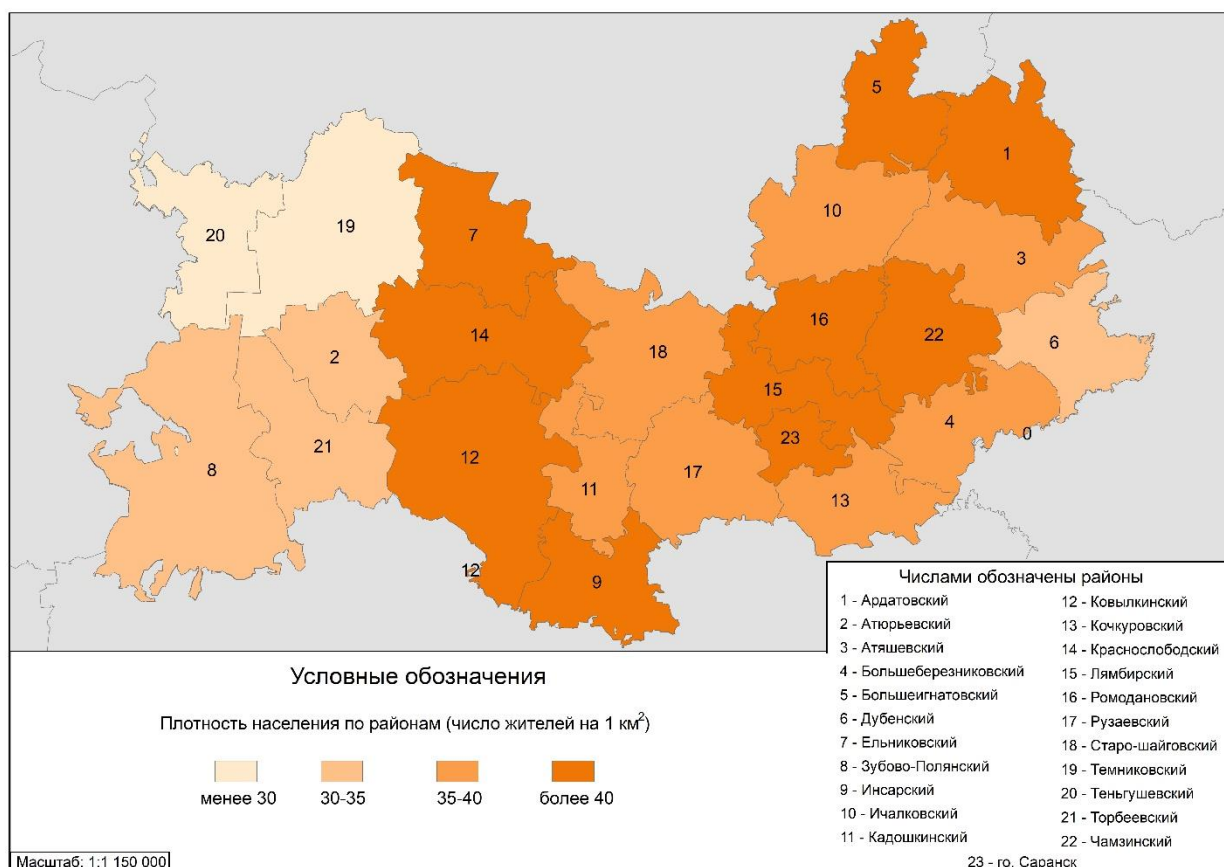 5
1
10
20
19
7
3
16
22
6
14
18
2
15
4
0
23
12
21
8
11
17
13
12
9
Числами обозначены районы
1 - Ардатовский
2 - Атюрьевский
3 - Атяшевский
4 - Большеберезниковский
5 - Большеигнатовский
6 - Дубенский
7 - Ельниковский
8 - Зубово-Полянский
9 - Инсарский
10 - Ичалковский
11 - Кадошкинский
12 - Ковылкинский
13 - Кочкуровский
14 - Краснослободский
15 - Лямбирский
16 - Ромодановский
17 - Рузаевский
18 - Старо-шайговский
19 - Темниковский
20 - Теньгушевский
21 - Торбеевский
22 - Чамзинский
23 - го. Саранск
Условные обозначения
Плотность населения по районам (число жителей на 1 км²)
менее 30 30-35 35-40 более 40
Масштаб: 1:1 150 000